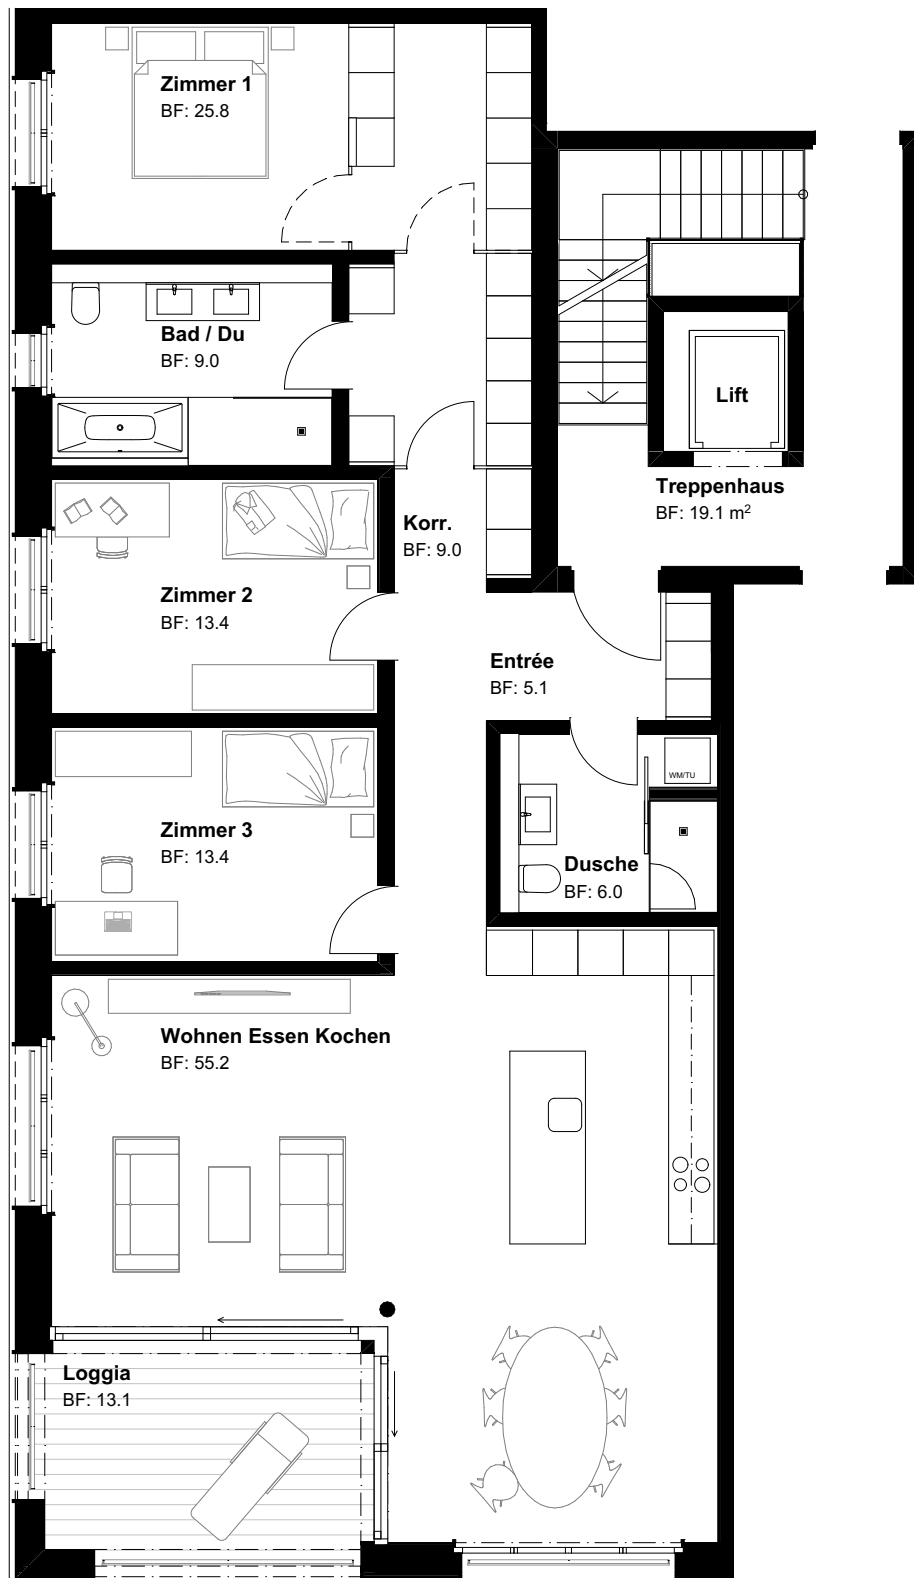 Zimmer 1
BF: 25.8
Bad / Du
BF: 9.0
Lift
Treppenhaus
BF: 19.1 m²
Korr.
BF: 9.0
Zimmer 2
BF: 13.4
Entrée
BF: 5.1
WM/TU
Zimmer 3
BF: 13.4
Dusche
BF: 6.0
Wohnen Essen Kochen
BF: 55.2
Loggia
BF: 13.1